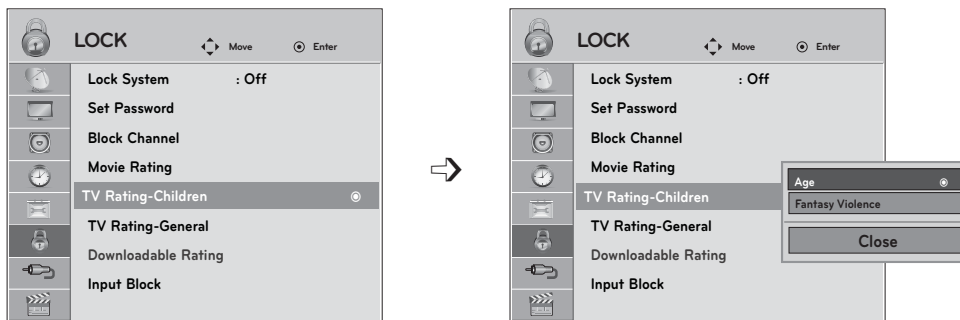 LOCK
Move
Enter
Lock System : Off
Set Password
Block Channel
Movie Rating
TV Rating-Children
TV Rating-General
Downloadable Rating
Input Block
LOCK
Move
Enter
Lock System : Off
Set Password
Block Channel
Movie Rating
TV Rating-Children
TV Rating-General
Downloadable Rating
Input Block
Age
Fantasy Violence
Close